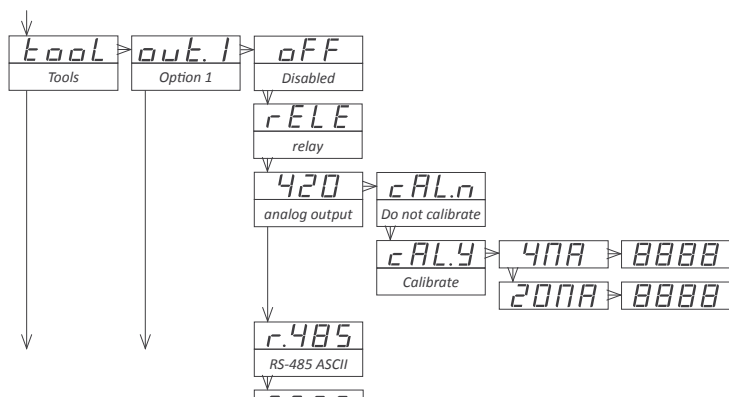 tooL
Tools
out.1
Option 1
oFF
Disabled
rELE
relay
420
analog output
cAL.n
Do not calibrate
cAL.y
Calibrate
4mA
8888
20mA
8888
r.485
RS-485 ASCII